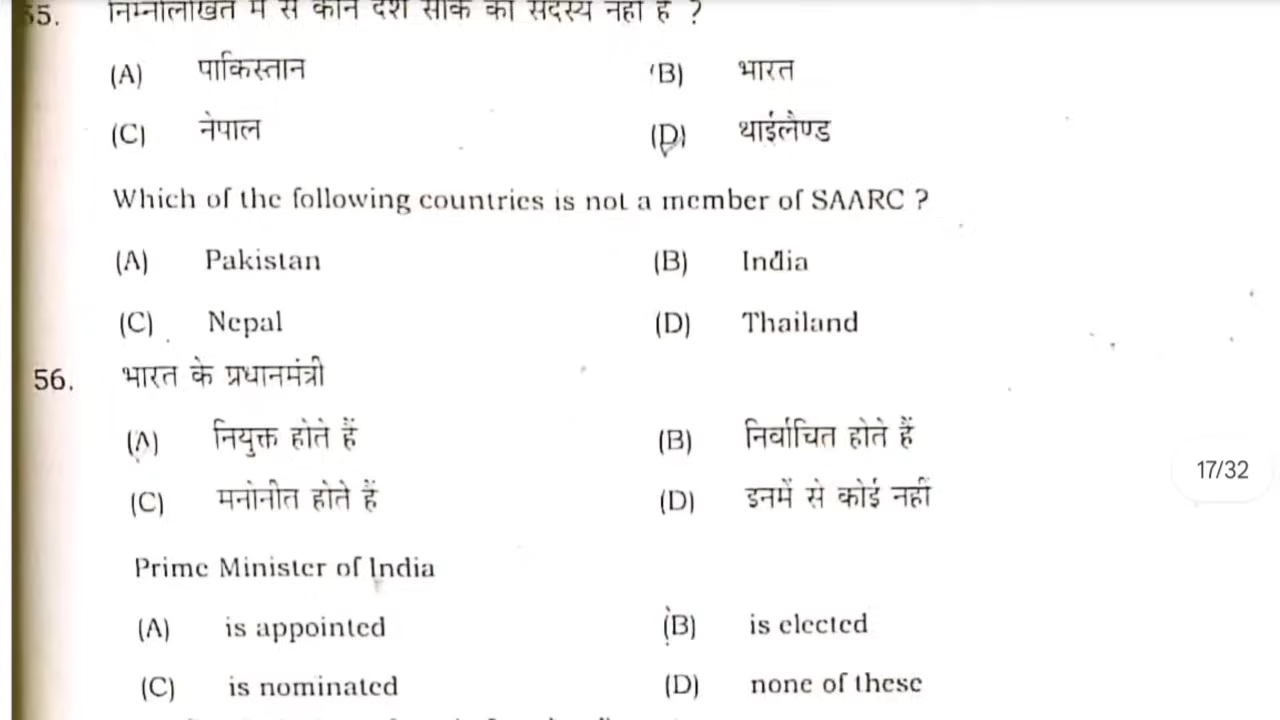 55. निम्नलिखित में से कौन देश सार्क का सदस्य नहीं है ?
(A) पाकिस्तान (B) भारत
(C) नेपाल (D) थाईलैण्ड
Which of the following countries is not a member of SAARC ?
(A) Pakistan (B) India
(C) Nepal (D) Thailand
56. भारत के प्रधानमंत्री
(A) नियुक्त होते हैं (B) निर्वाचित होते हैं
17/32
(C) मनोनीत होते हैं (D) इनमें से कोई नहीं
Prime Minister of India
(A) is appointed (B) is elected
(C) is nominated (D) none of these